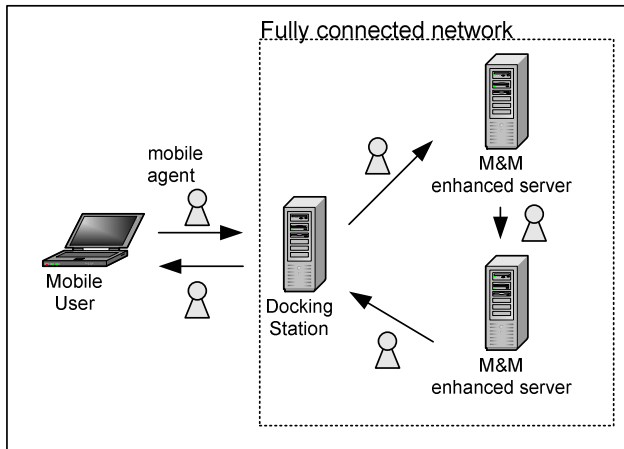 Fully connected network
mobile
agent
M&M
enhanced server
Mobile
User
Docking
Station
M&M
enhanced server